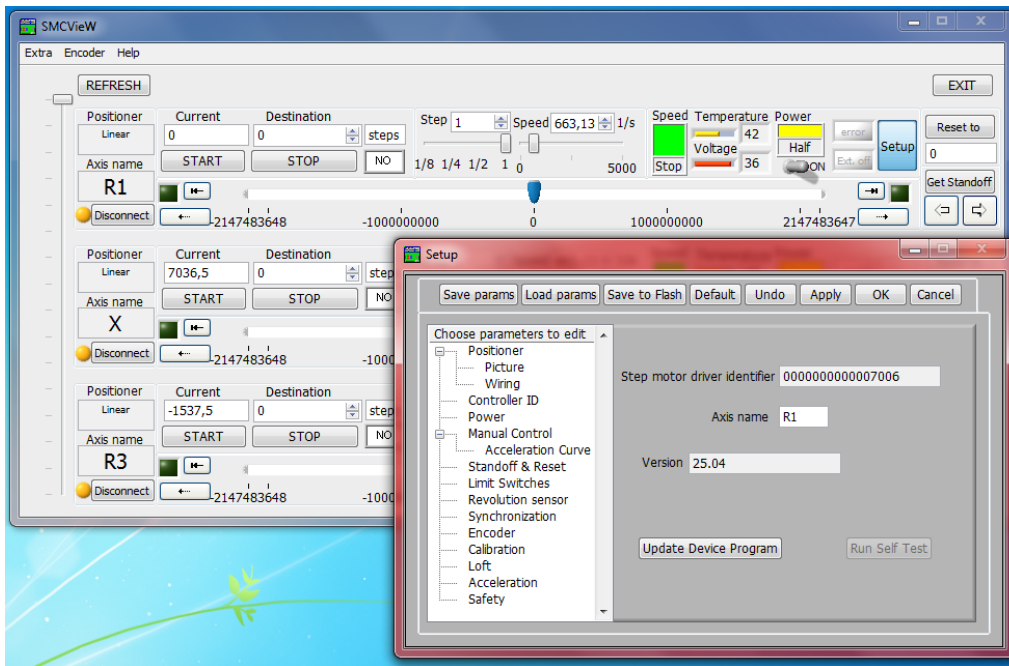 SMCVieW
Extra Encoder Help
REFRESH
EXIT
Positioner Current Destination Step 1 Speed 663,13 1/s Speed Temperature Power
Linear 0 0 steps 42 error Setup Reset to
Voltage Half
START STOP NO 1/8 1/4 1/2 1 0 5000 Stop 36 ON Ext. off 0
Axis name
R1
Get Standoff
Disconnect -2147483648 -1000000000 0 1000000000 2147483647
Positioner Current Destination
Linear 7036,5 0 step
START STOP NO
Axis name
X
Disconnect -2147483648 -1000
Positioner Current Destination
Linear -1537,5 0 step
START STOP NO
Axis name
R3
Disconnect -2147483648 -1000
Setup
Save params Load params Save to Flash Default Undo Apply OK Cancel
Choose parameters to edit
Positioner
Picture
Wiring
Controller ID
Power
Manual Control
Acceleration Curve
Standoff & Reset
Limit Switches
Revolution sensor
Synchronization
Encoder
Calibration
Loft
Acceleration
Safety
Step motor driver identifier 0000000000007006
Axis name R1
Version 25.04
Update Device Program Run Self Test